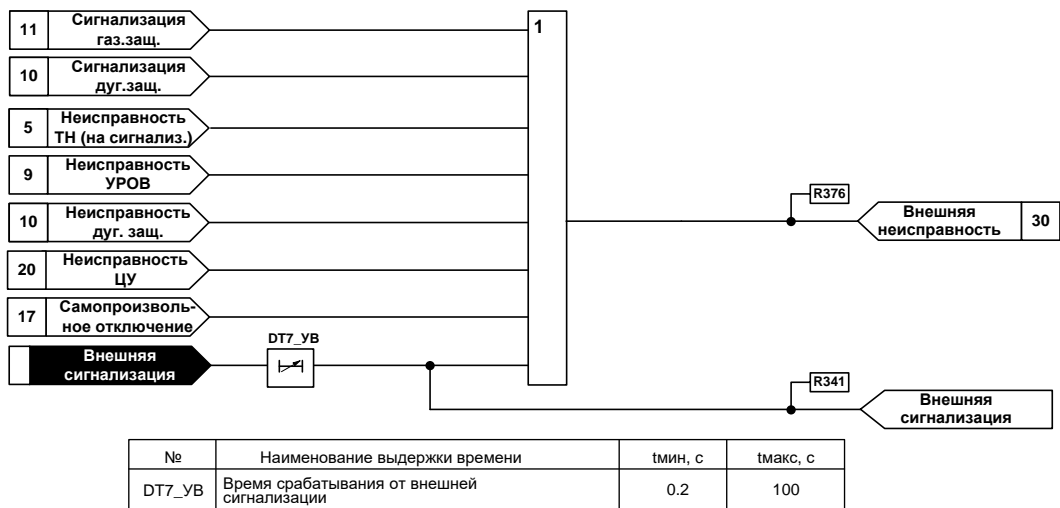 11
Сигнализация
газ.защ.
1
10
Сигнализация
дуг.защ.
5
Неисправность
ТН (на сигнализ.)
9
Неисправность
УРОВ
R376
10
Неисправность
дуг. защ.
Внешняя
неисправность
30
20
Неисправность
ЦУ
17
Самопроизволь-
ное отключение
DT7_УВ
Внешняя
сигнализация
R341
Внешняя
сигнализация
№ Наименование выдержки времени tмин, с tмакс, с
DT7_УВ Время срабатывания от внешней
сигнализации 0.2 100